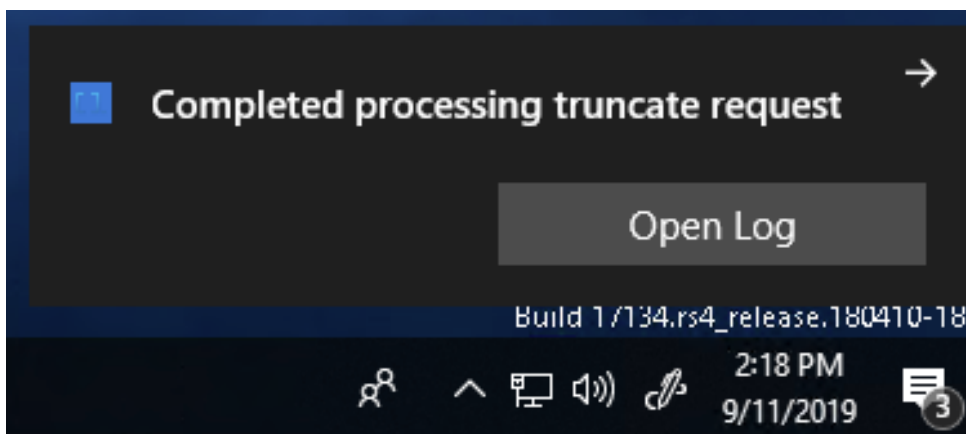 Completed processing truncate request
Open Log
Build 17134.rs4_release.180410-18
2:18 PM
9/11/2019
3